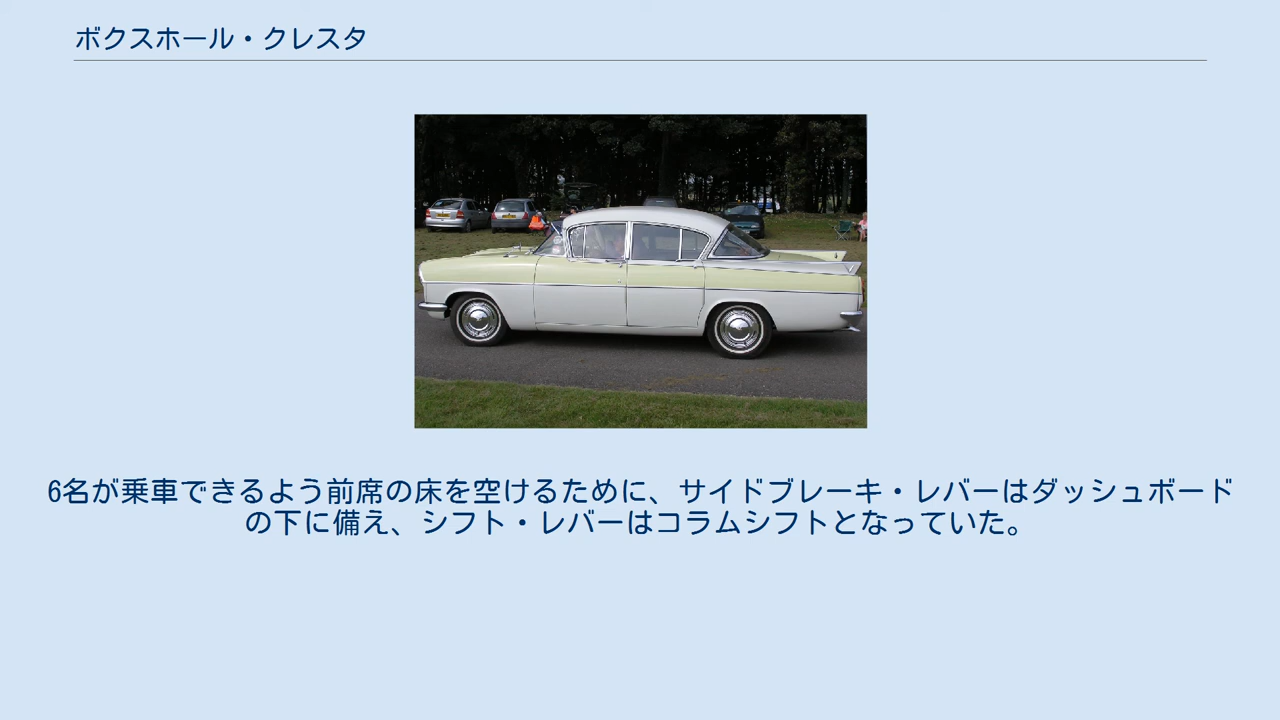 ボクスホール・クレスタ
6名が乗車できるよう前席の床を空けるために、サイドブレーキ・レバーはダッシュボード
の下に備え、シフト・レバーはコラムシフトとなっていた。